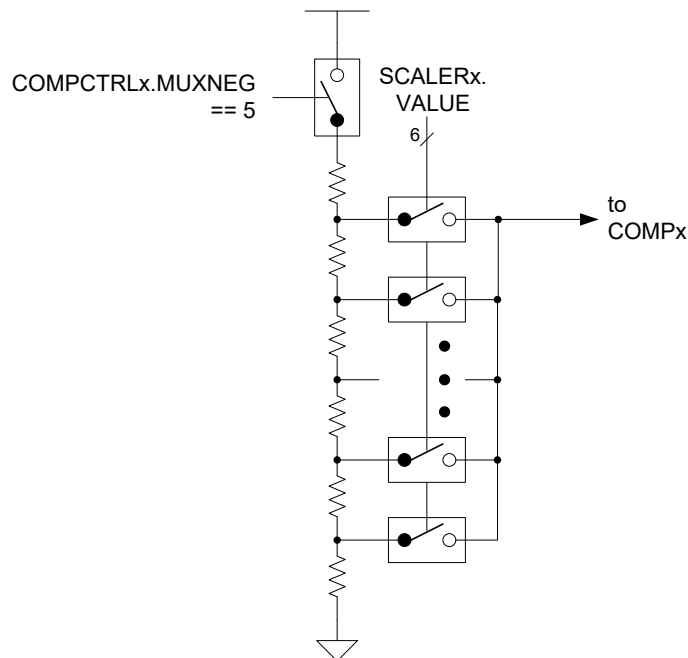 COMPCTRLx.MUXNEG
== 5
SCALERx.
VALUE
6
to
COMPx